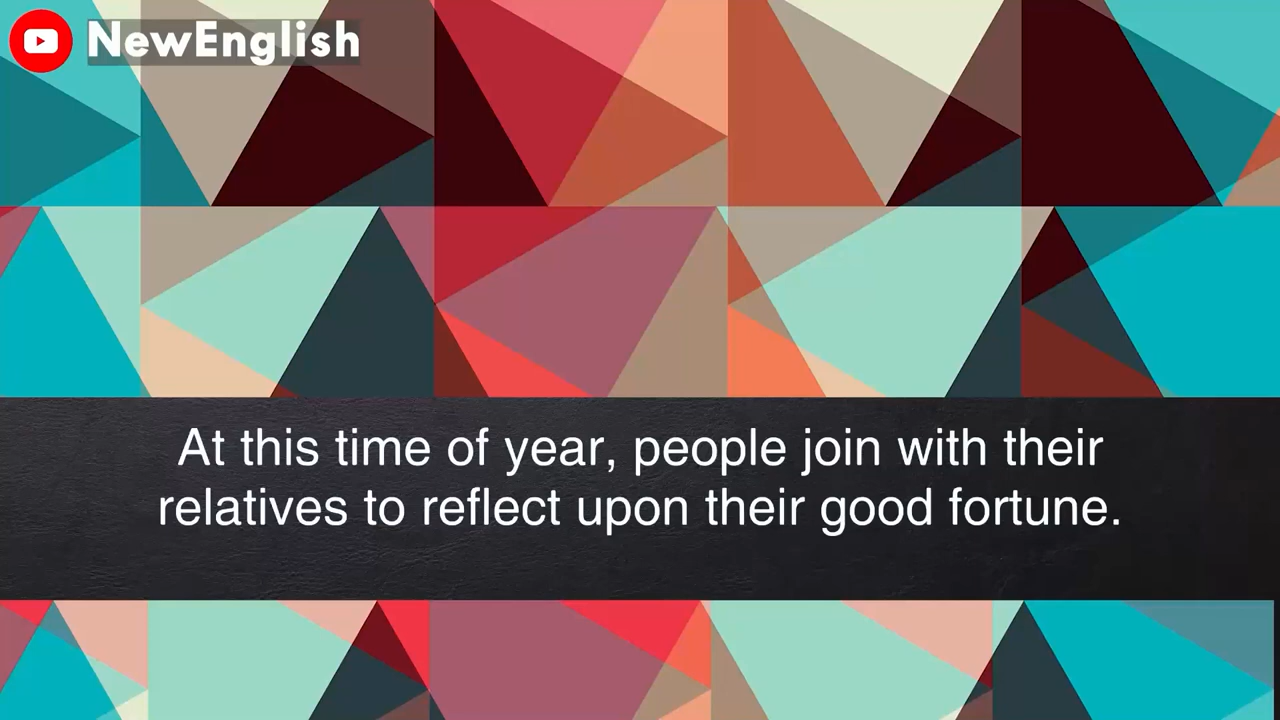 NewEnglish
At this time of year, people join with their
relatives to reflect upon their good fortune.